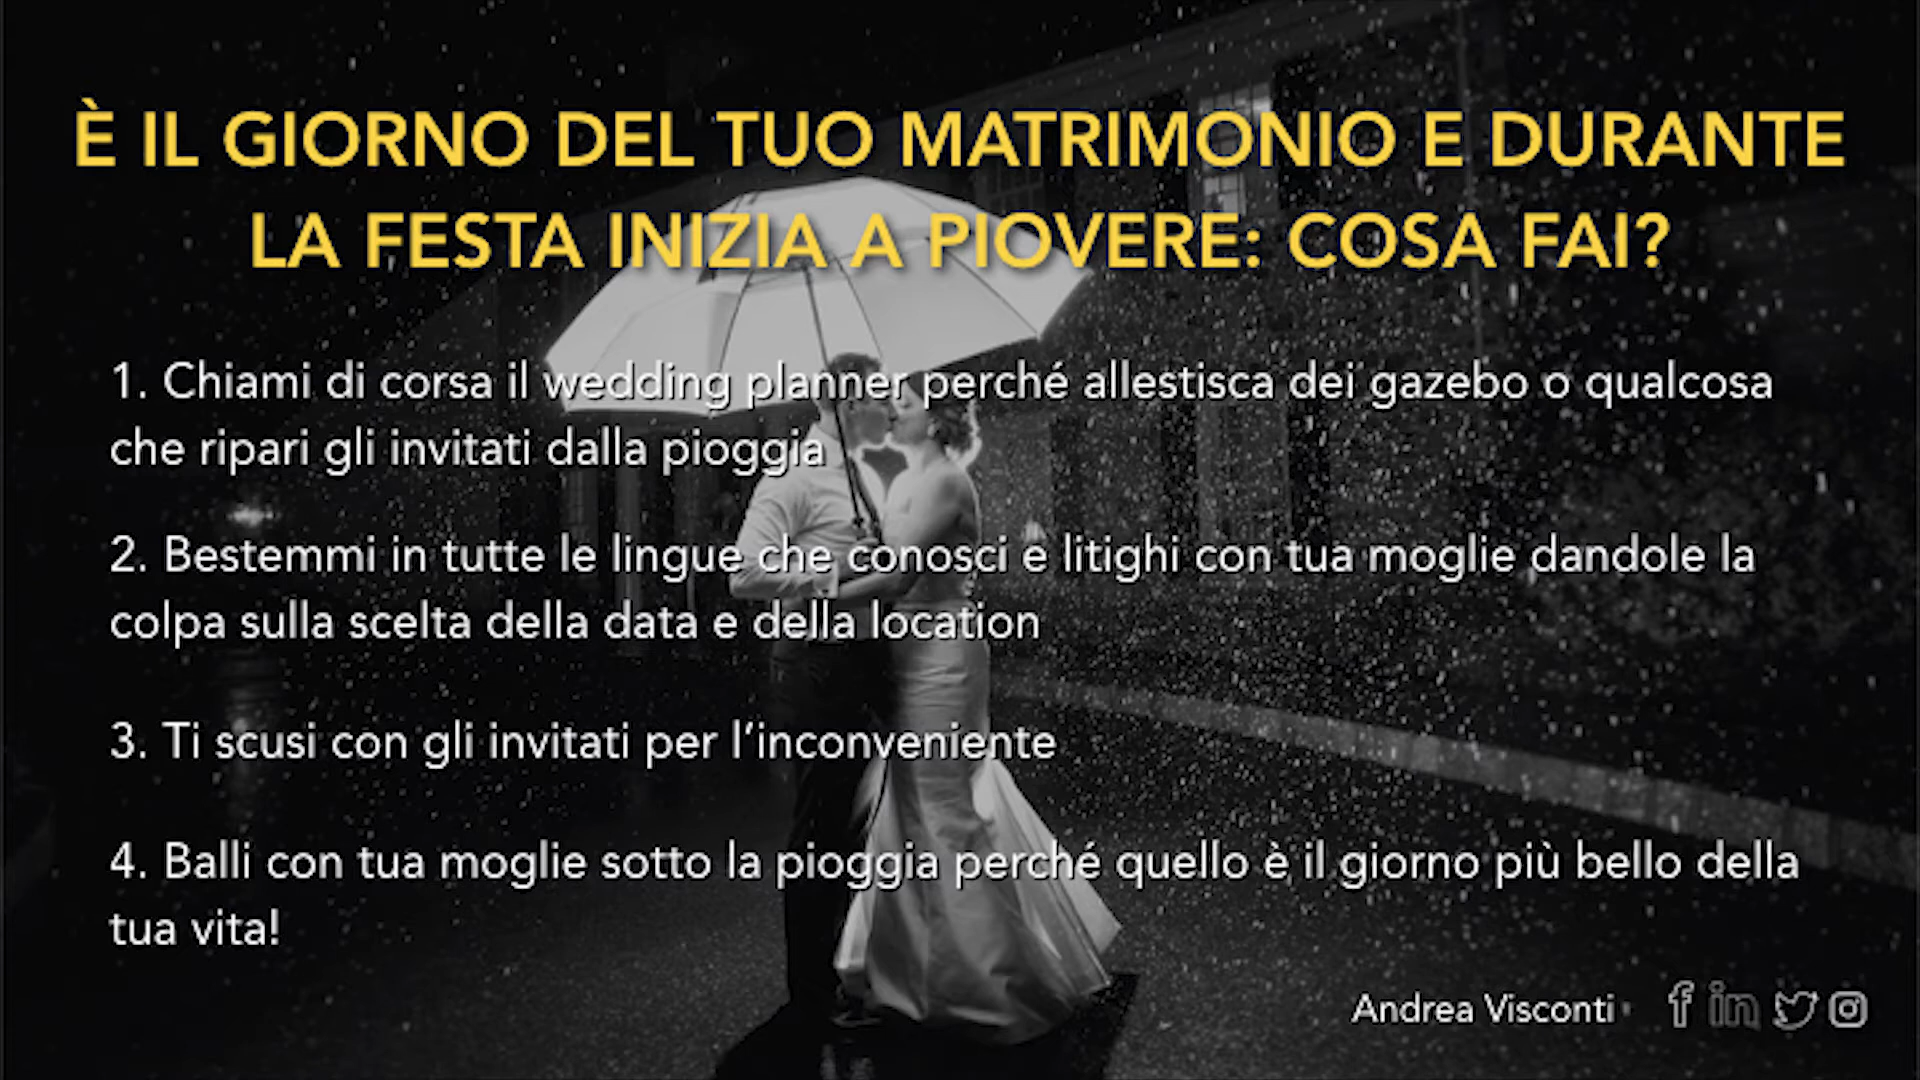 È IL GIORNO DEL TUO MATRIMONIO E DURANTE
LA FESTA INIZIA A PIOVERE: COSA FAI?
1. Chiami di corsa il wedding planner perché allestisca dei gazebo o qualcosa
che ripari gli invitati dalla pioggia
2. Bestemmi in tutte le lingue che conosci e litighi con tua moglie dandole la
colpa sulla scelta della data e della location
3. Ti scusi con gli invitati per l’inconveniente
4. Balli con tua moglie sotto la pioggia perché quello è il giorno più bello della
tua vita!
Andrea Visconti